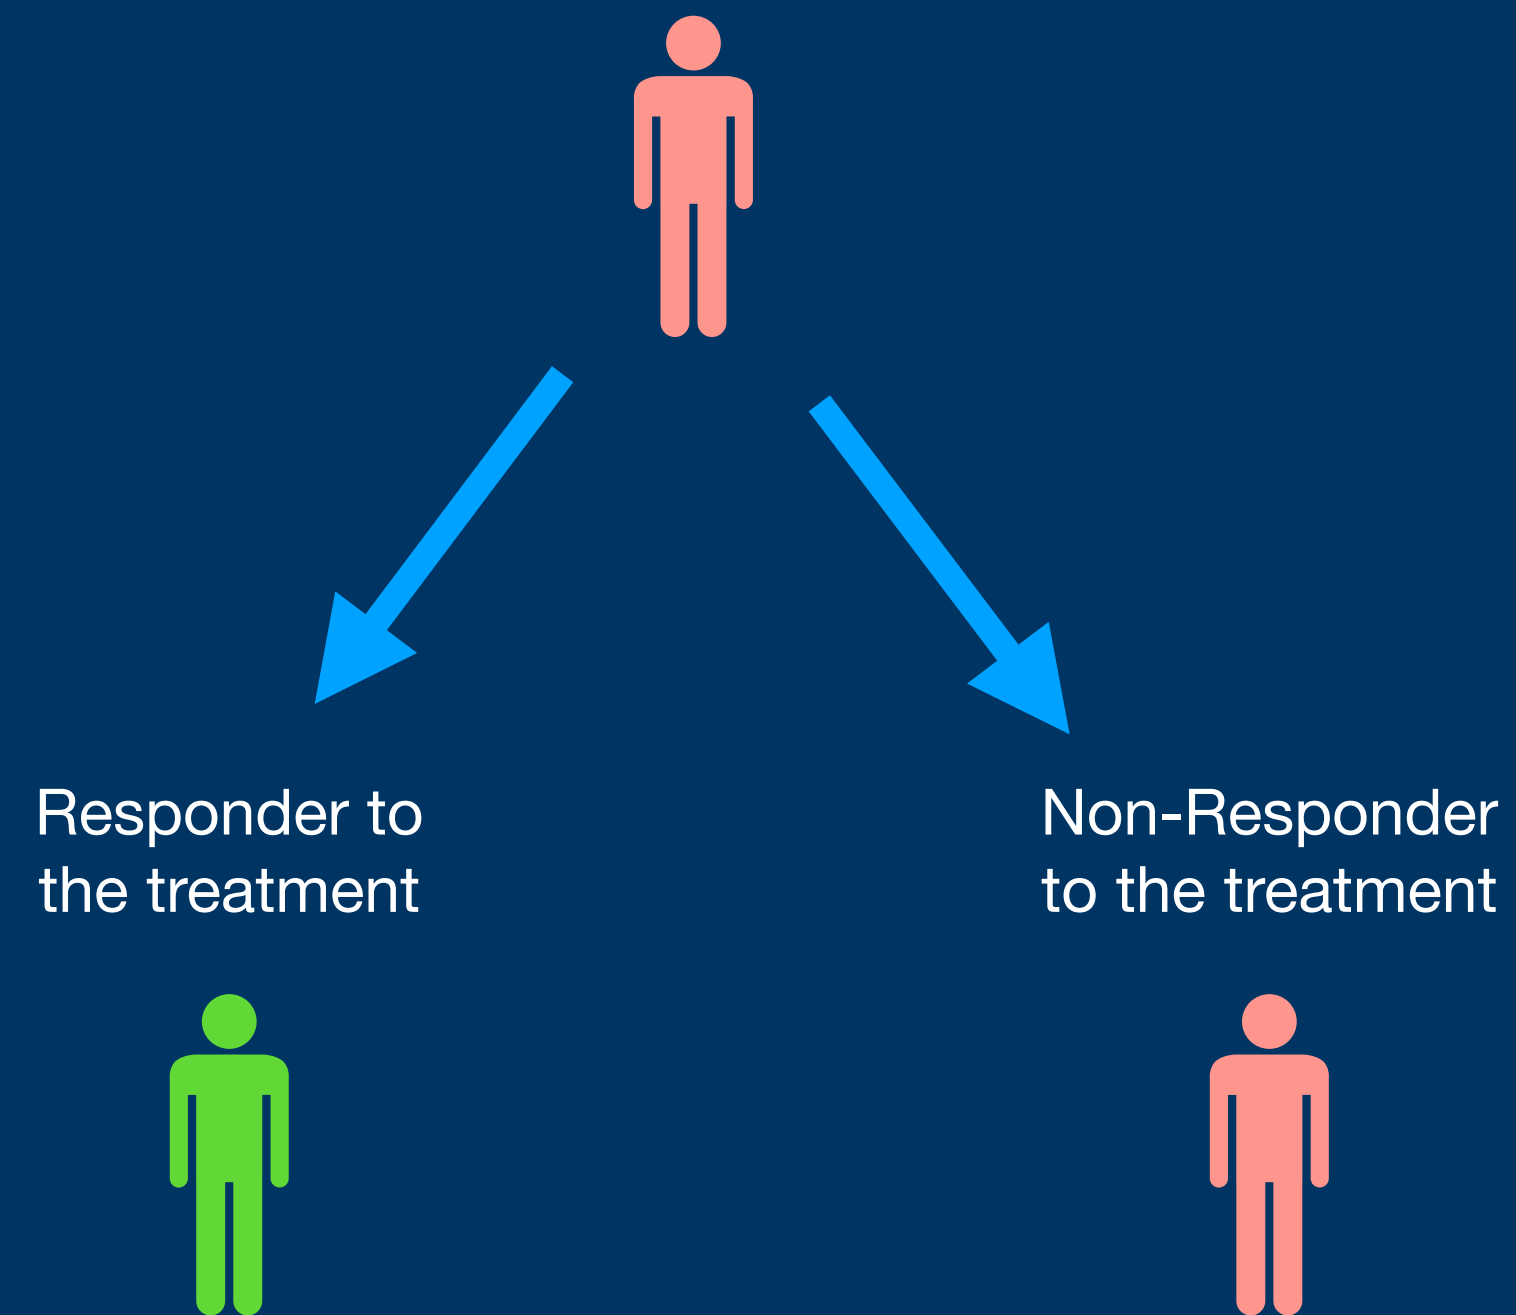 Responder to
the treatment
Non-Responder
to the treatment